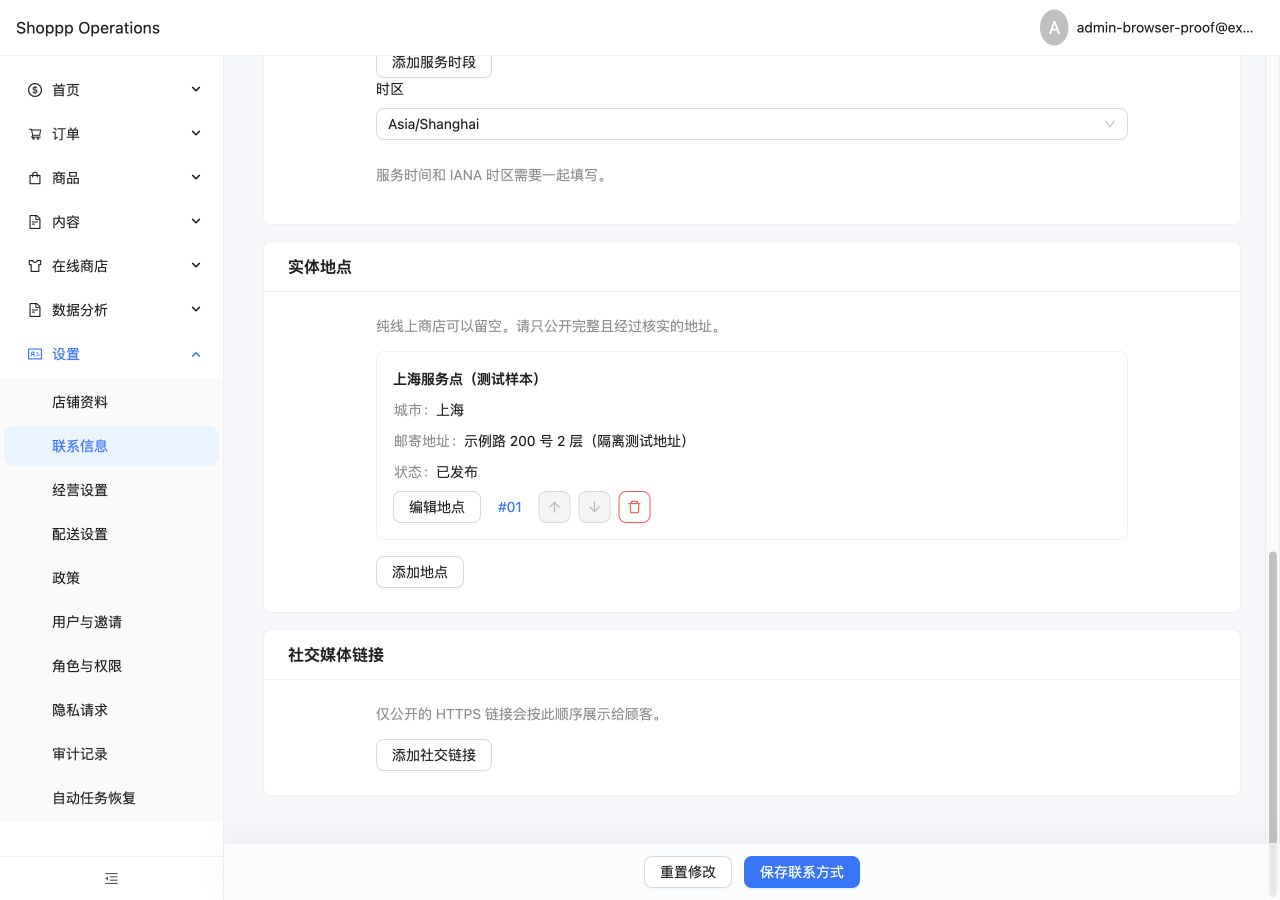 Shoppp Operations
A
admin-browser-proof@ex...
首页
订单
商品
内容
在线商店
数据分析
设置
店铺资料
联系信息
经营设置
配送设置
政策
用户与邀请
角色与权限
隐私请求
审计记录
自动任务恢复
添加服务时段
时区
Asia/Shanghai
服务时间和 IANA 时区需要一起填写。
实体地点
纯线上商店可以留空。请只公开完整且经过核实的地址。
上海服务点（测试样本）
城市： 上海
邮寄地址： 示例路 200 号 2 层（隔离测试地址）
状态： 已发布
编辑地点 #01
添加地点
社交媒体链接
仅公开的 HTTPS 链接会按此顺序展示给顾客。
添加社交链接
重置修改 保存联系方式